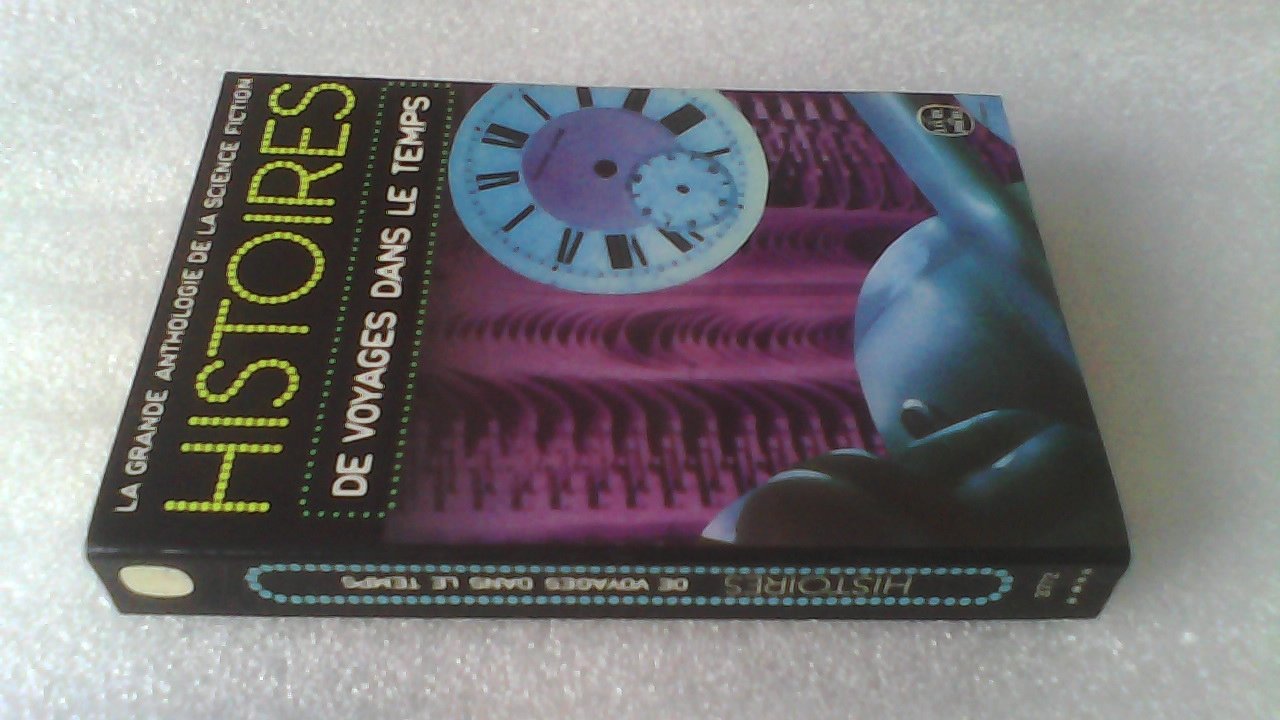 LA GRANDE ANTHOLOGIE DE LA SCIENCE FICTION
HISTOIRES
DE VOYAGES DANS LE TEMPS
HISTOIRES DE VOYAGES DANS LE TEMPS